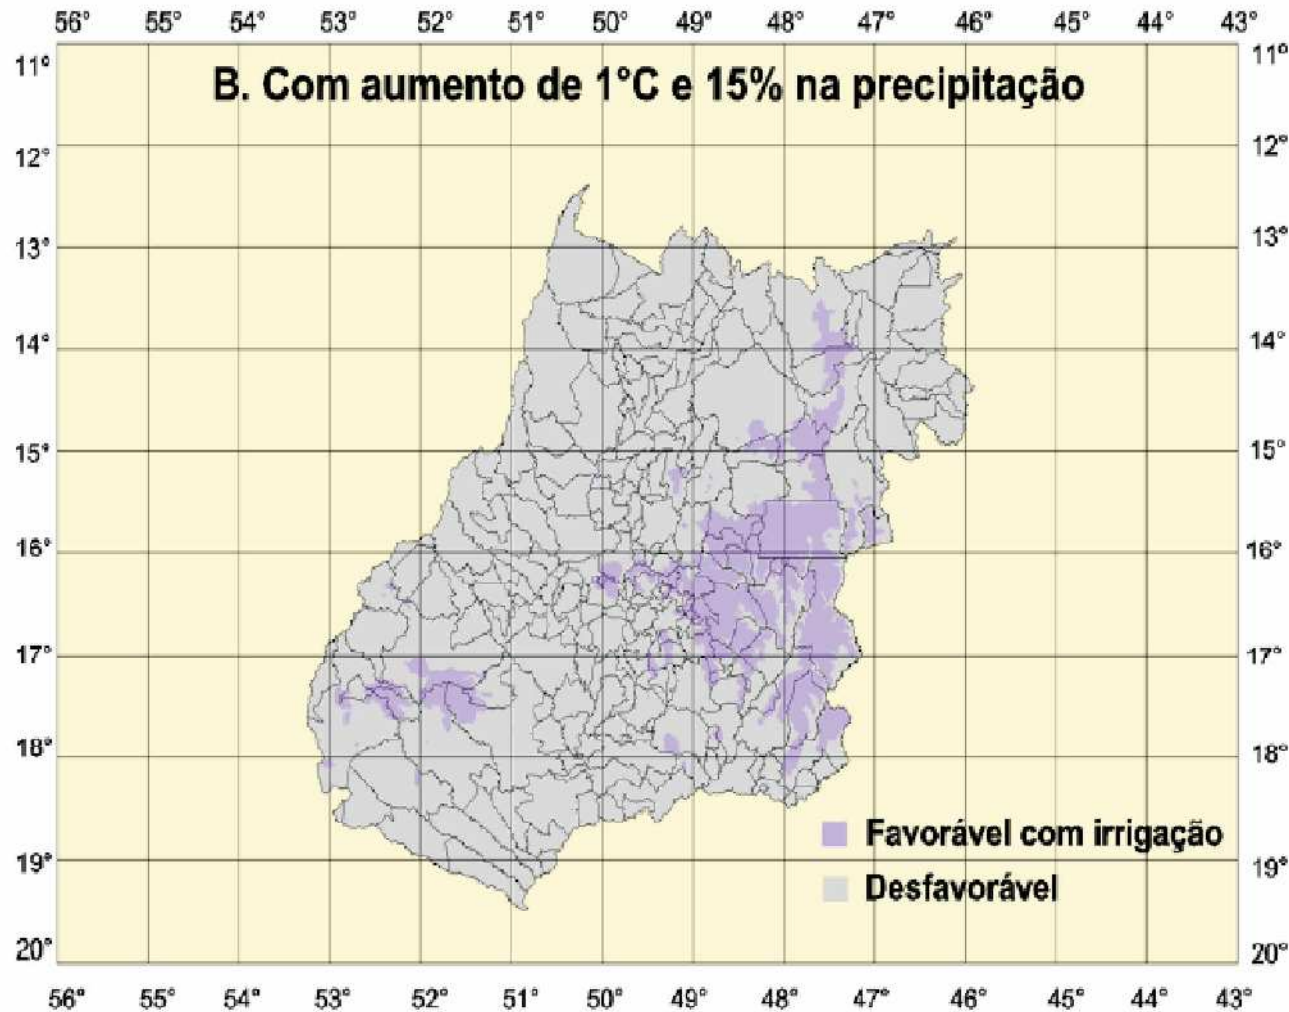 56° 55° 54° 53° 52° 51° 50° 49° 48° 47° 46° 45° 44° 43°
11° 11°
B. Com aumento de 1°C e 15% na precipitação
12° 12°
13° 13°
14° 14°
15° 15°
16° 16°
17° 17°
18° 18°
Favorável com irrigação
19° 19°
Desfavorável
20° 20°
56° 55° 54° 53° 52° 51° 50° 49° 48° 47° 46° 45° 44° 43°